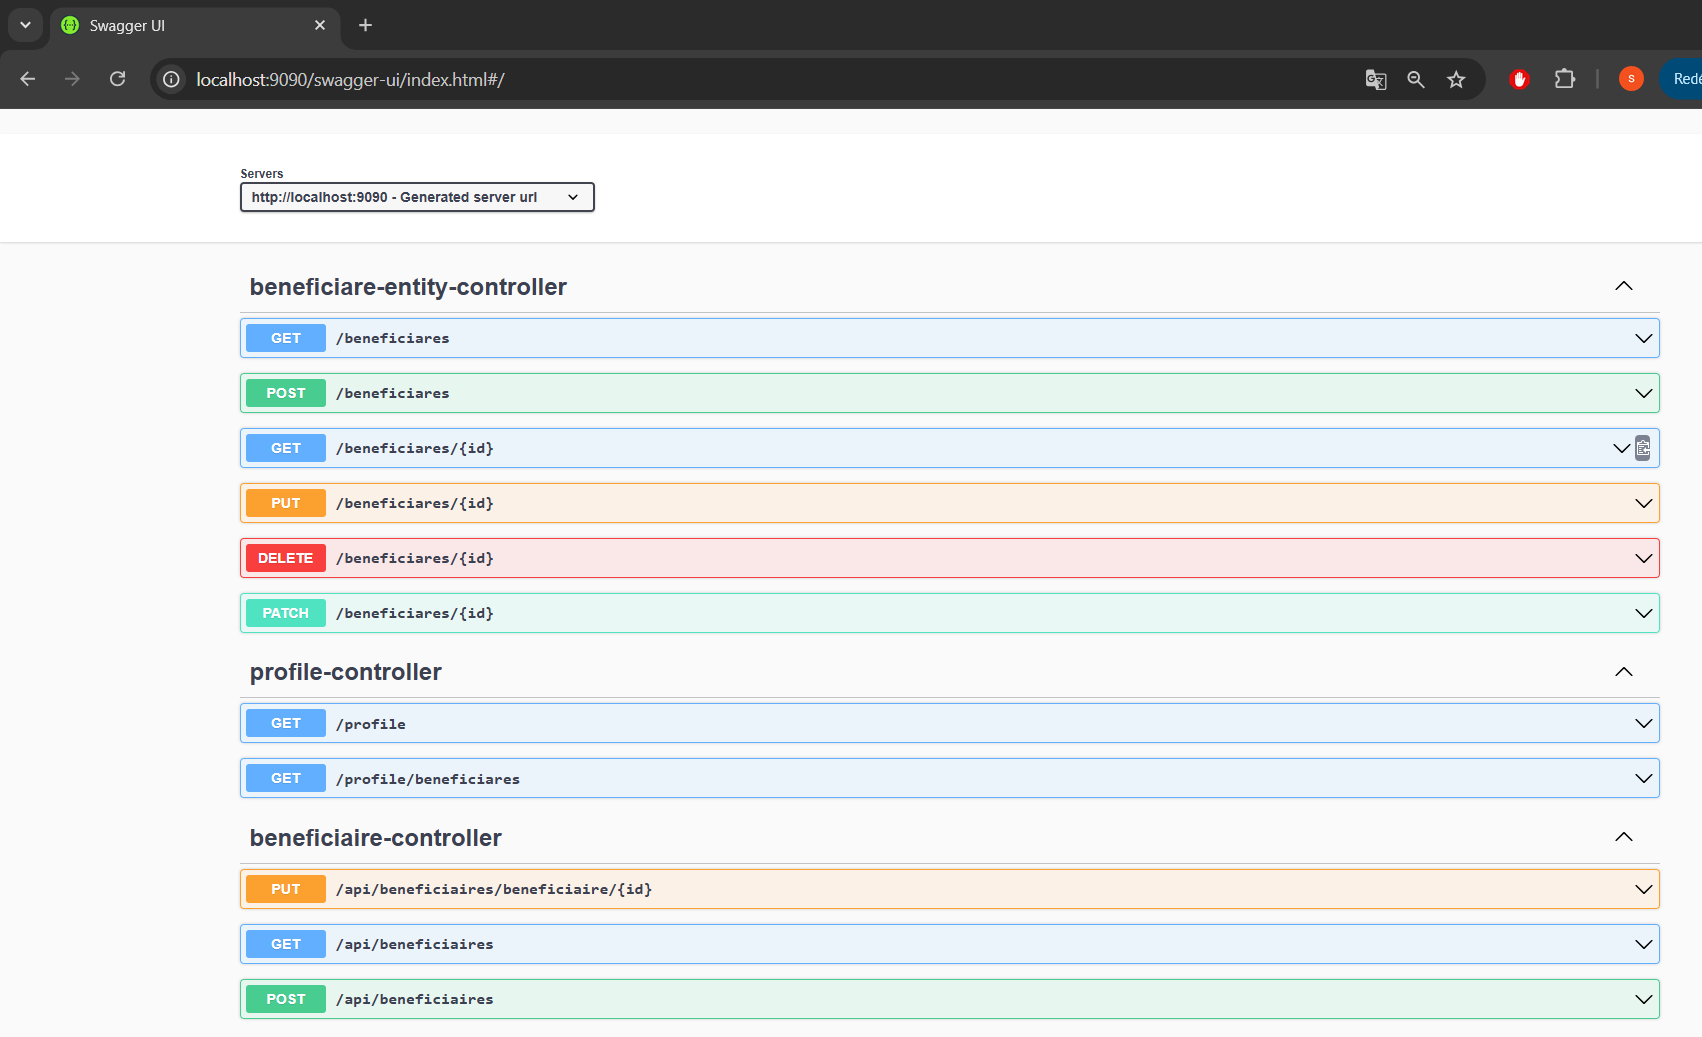 Swagger UI
localhost:9090/swagger-ui/index.html#/
S
Servers
http://localhost:9090 - Generated server url
beneficiare-entity-controller
GET /beneficiares
POST /beneficiares
GET /beneficiares/{id}
PUT /beneficiares/{id}
DELETE /beneficiares/{id}
PATCH /beneficiares/{id}
profile-controller
GET /profile
GET /profile/beneficiares
beneficiaire-controller
PUT /api/beneficiaires/beneficiaire/{id}
GET /api/beneficiaires
POST /api/beneficiaires